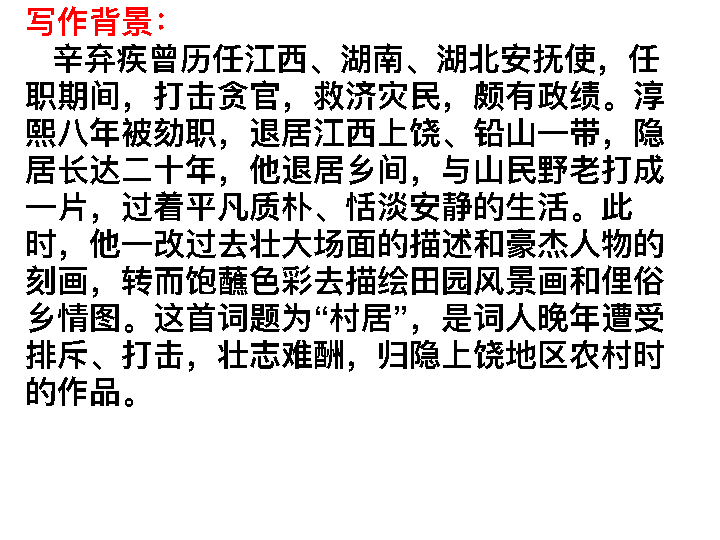 写作背景：
辛弃疾曾历任江西、湖南、湖北安抚使，任
职期间，打击贪官，救济灾民，颇有政绩。淳
熙八年被劾职，退居江西上饶、铅山一带，隐
居长达二十年，他退居乡间，与山民野老打成
一片，过着平凡质朴、恬淡安静的生活。此
时，他一改过去壮大场面的描述和豪杰人物的
刻画，转而饱蘸色彩去描绘田园风景画和俚俗
乡情图。这首词题为“村居”，是词人晚年遭受
排斥、打击，壮志难酬，归隐上饶地区农村时
的作品。